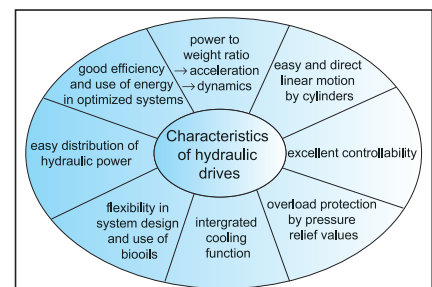 power to
weight ratio
→ acceleration
→ dynamics
easy and direct
linear motion
by cylinders
excellent controllability
overload protection
by pressure
relief values
intergrated
cooling
function
flexibility in
system design
and use of
biooils
easy distribution of
hydraulic power
good efficiency
and use of energy
in optimized systems
Characteristics
of hydraulic
drives